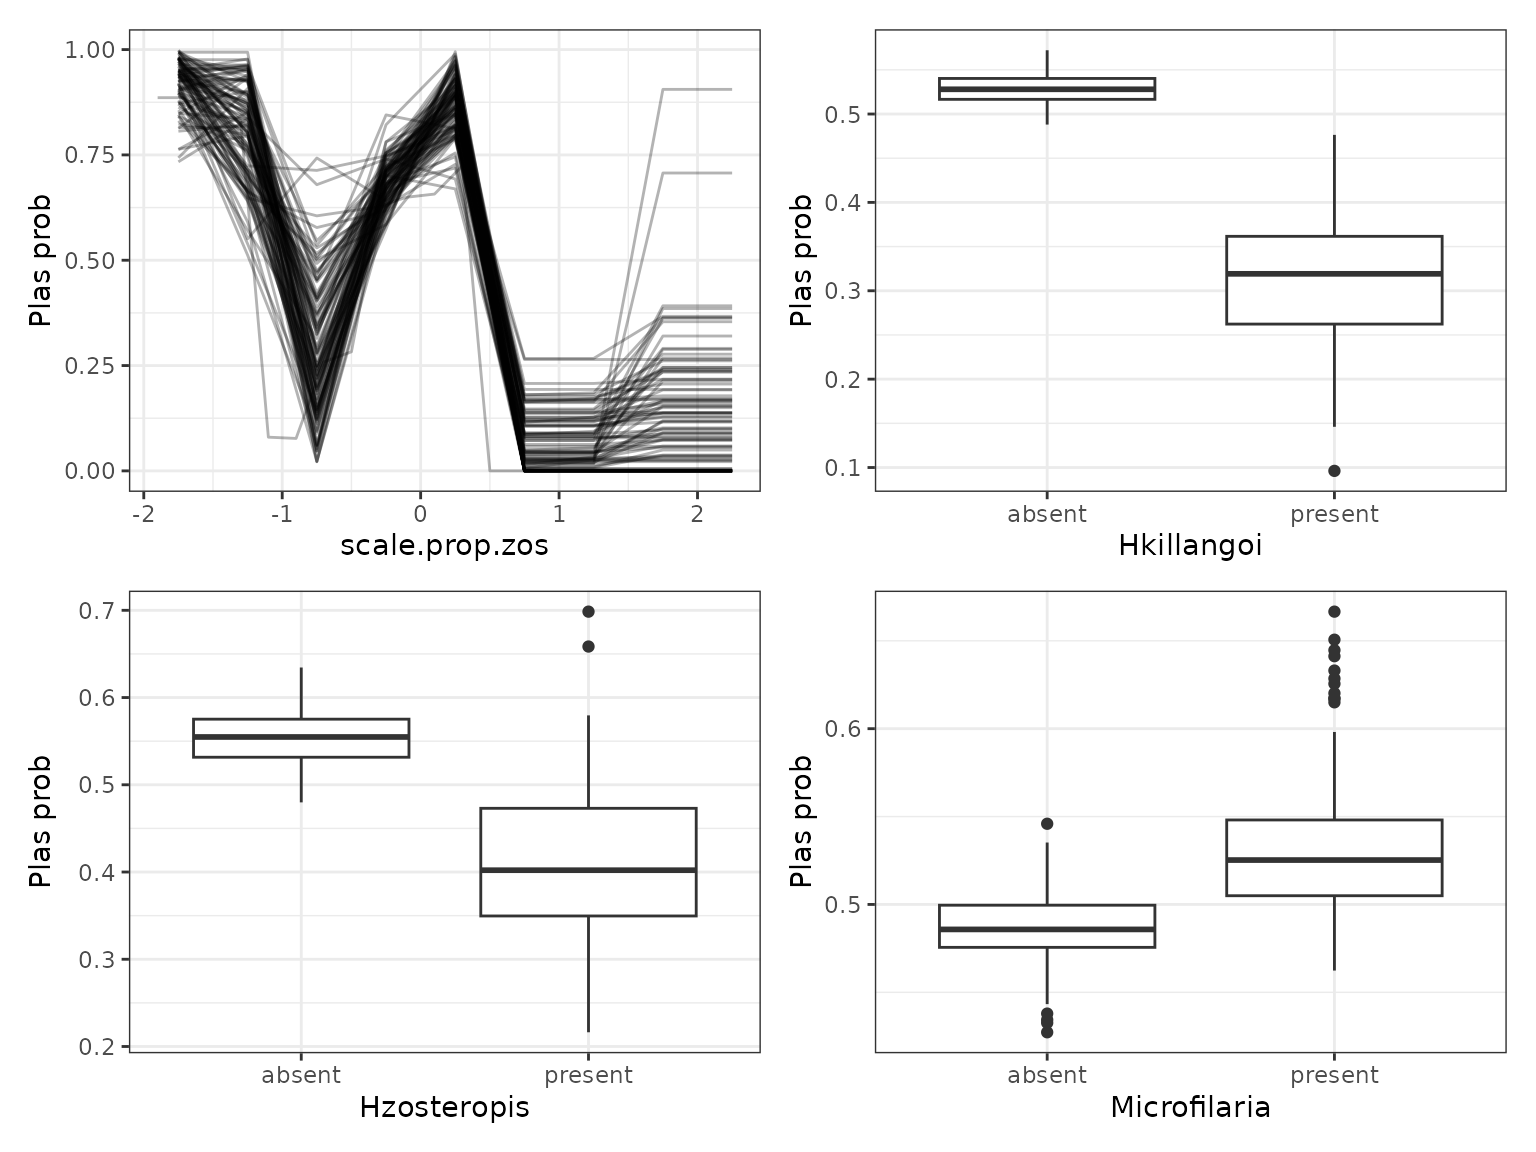 Plas prob
1.00
0.75
0.50
0.25
0.00
-2 -1 0 1 2
scale.prop.zos
Plas prob
0.5
0.4
0.3
0.2
0.1
absent present
Hkillangoi
Plas prob
0.7
0.6
0.5
0.4
0.3
0.2
absent present
Hzosteropis
Plas prob
0.6
0.5
absent present
Microfilaria